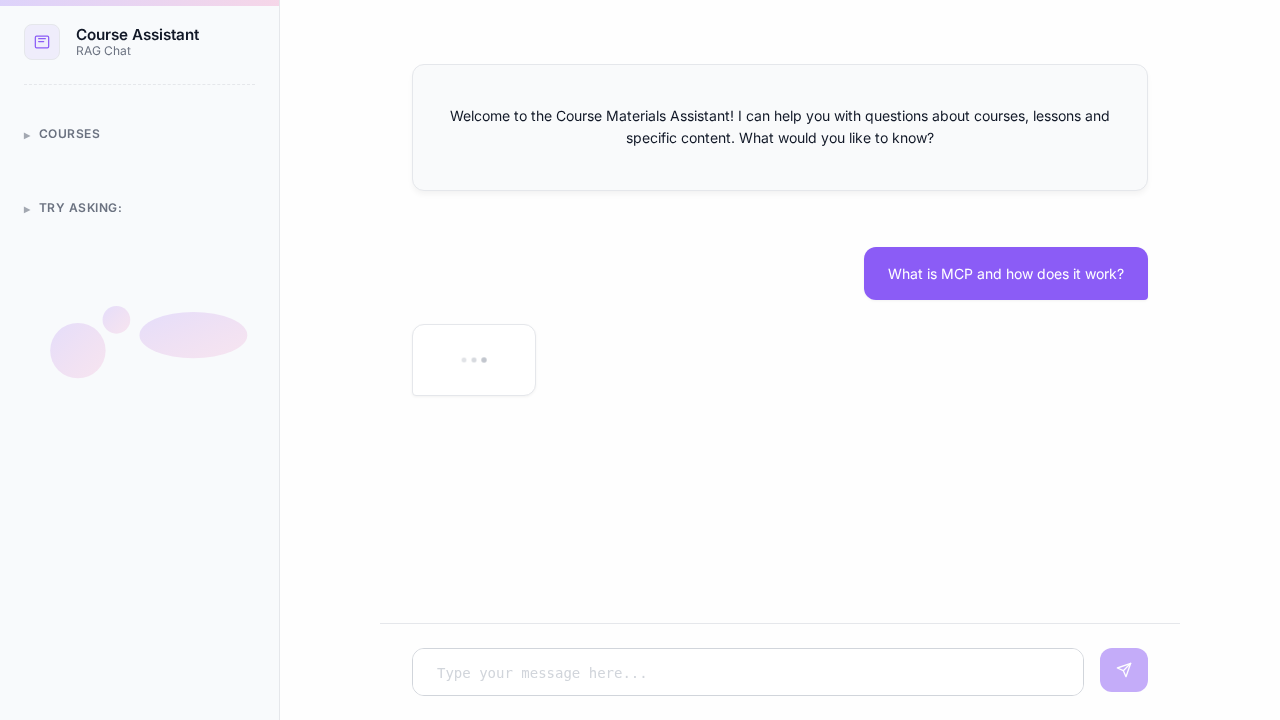 Course Assistant
RAG Chat
COURSES
TRY ASKING:
Welcome to the Course Materials Assistant! I can help you with questions about courses, lessons and
specific content. What would you like to know?
What is MCP and how does it work?
Type your message here...